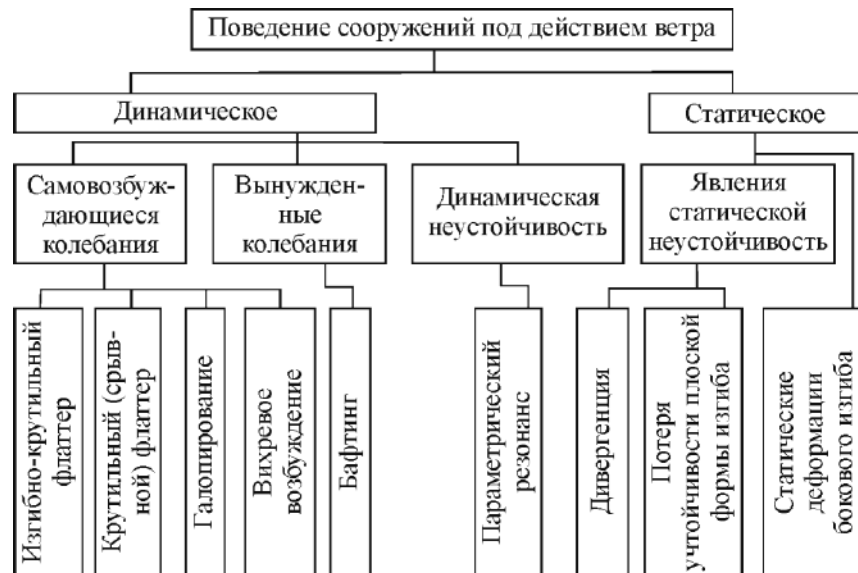 Поведение сооружений под действием ветра
Динамическое
Статическое
Самовозбуж-
дающиеся
колебания
Вынужден-
ные
колебания
Динамическая
неустойчивость
Явления
статической
неустойчивость
Изгибно-крутильный
флаттер
Крутильный (срыв-
ной) флаттер
Галопирование
Вихревое
возбуждение
Бафтинг
Параметрический
резонанс
Дивергенция
Потеря
учтойчивости плоской
формы изгиба
Статические
деформации
бокового изгиба